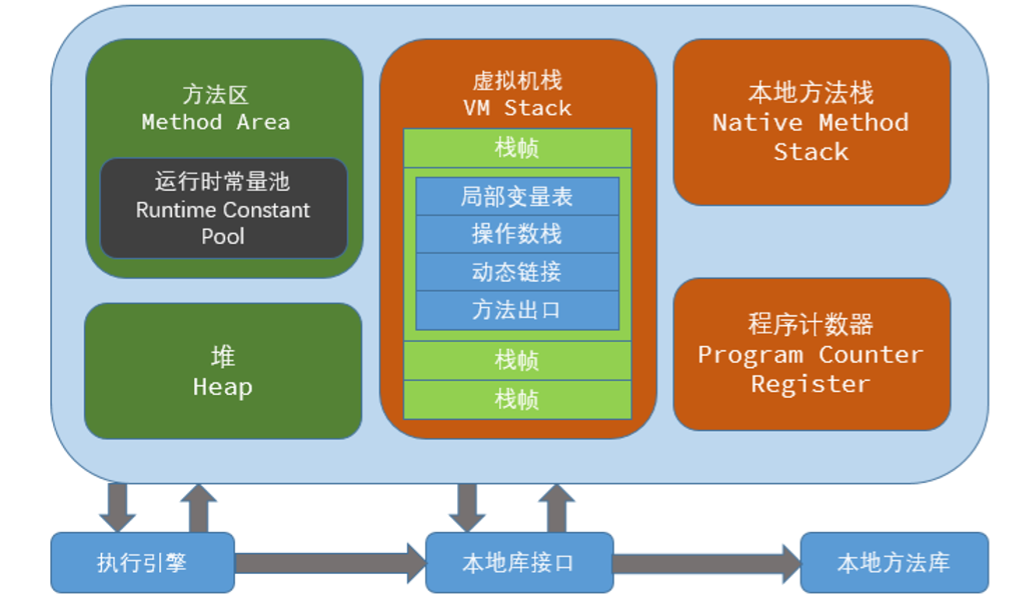 方法区
Method Area
运行时常量池
Runtime Constant
Pool
堆
Heap
虚拟机栈
VM Stack
栈帧
局部变量表
操作数栈
动态链接
方法出口
栈帧
栈帧
本地方法栈
Native Method
Stack
程序计数器
Program Counter
Register
执行引擎
本地库接口
本地方法库